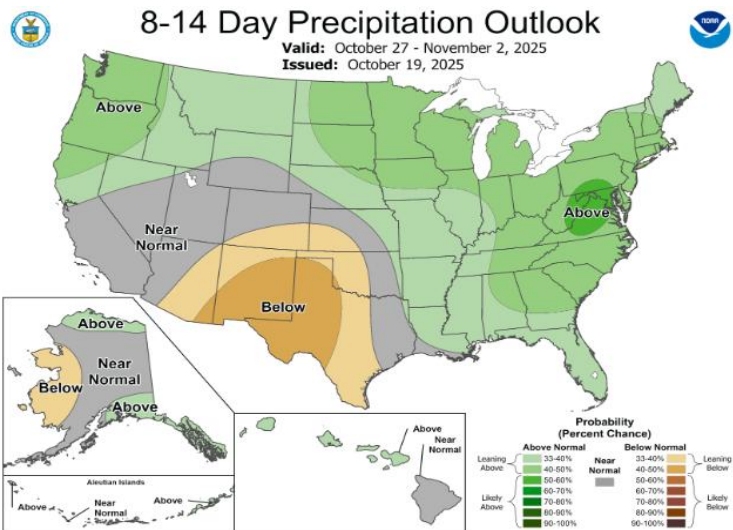 8-14 Day Precipitation Outlook
NOAA
Valid: October 27 - November 2, 2025
Issued: October 19, 2025
Above
Near
Normal
Above
Below
Above
Near
Normal
Below
Above
Above
Near
Normal
Aleutian Islands
Above
Near
Normal
Above
Probability
(Percent Chance)
Above Normal
Below Normal
Leaning
Above
33-40%
40-50%
50-60%
Likely
Above
60-70%
70-80%
80-90%
90-100%
Near
Normal
33-40%
40-50%
50-60%
Leaning
Below
60-70%
70-80%
80-90%
90-100%
Likely
Below